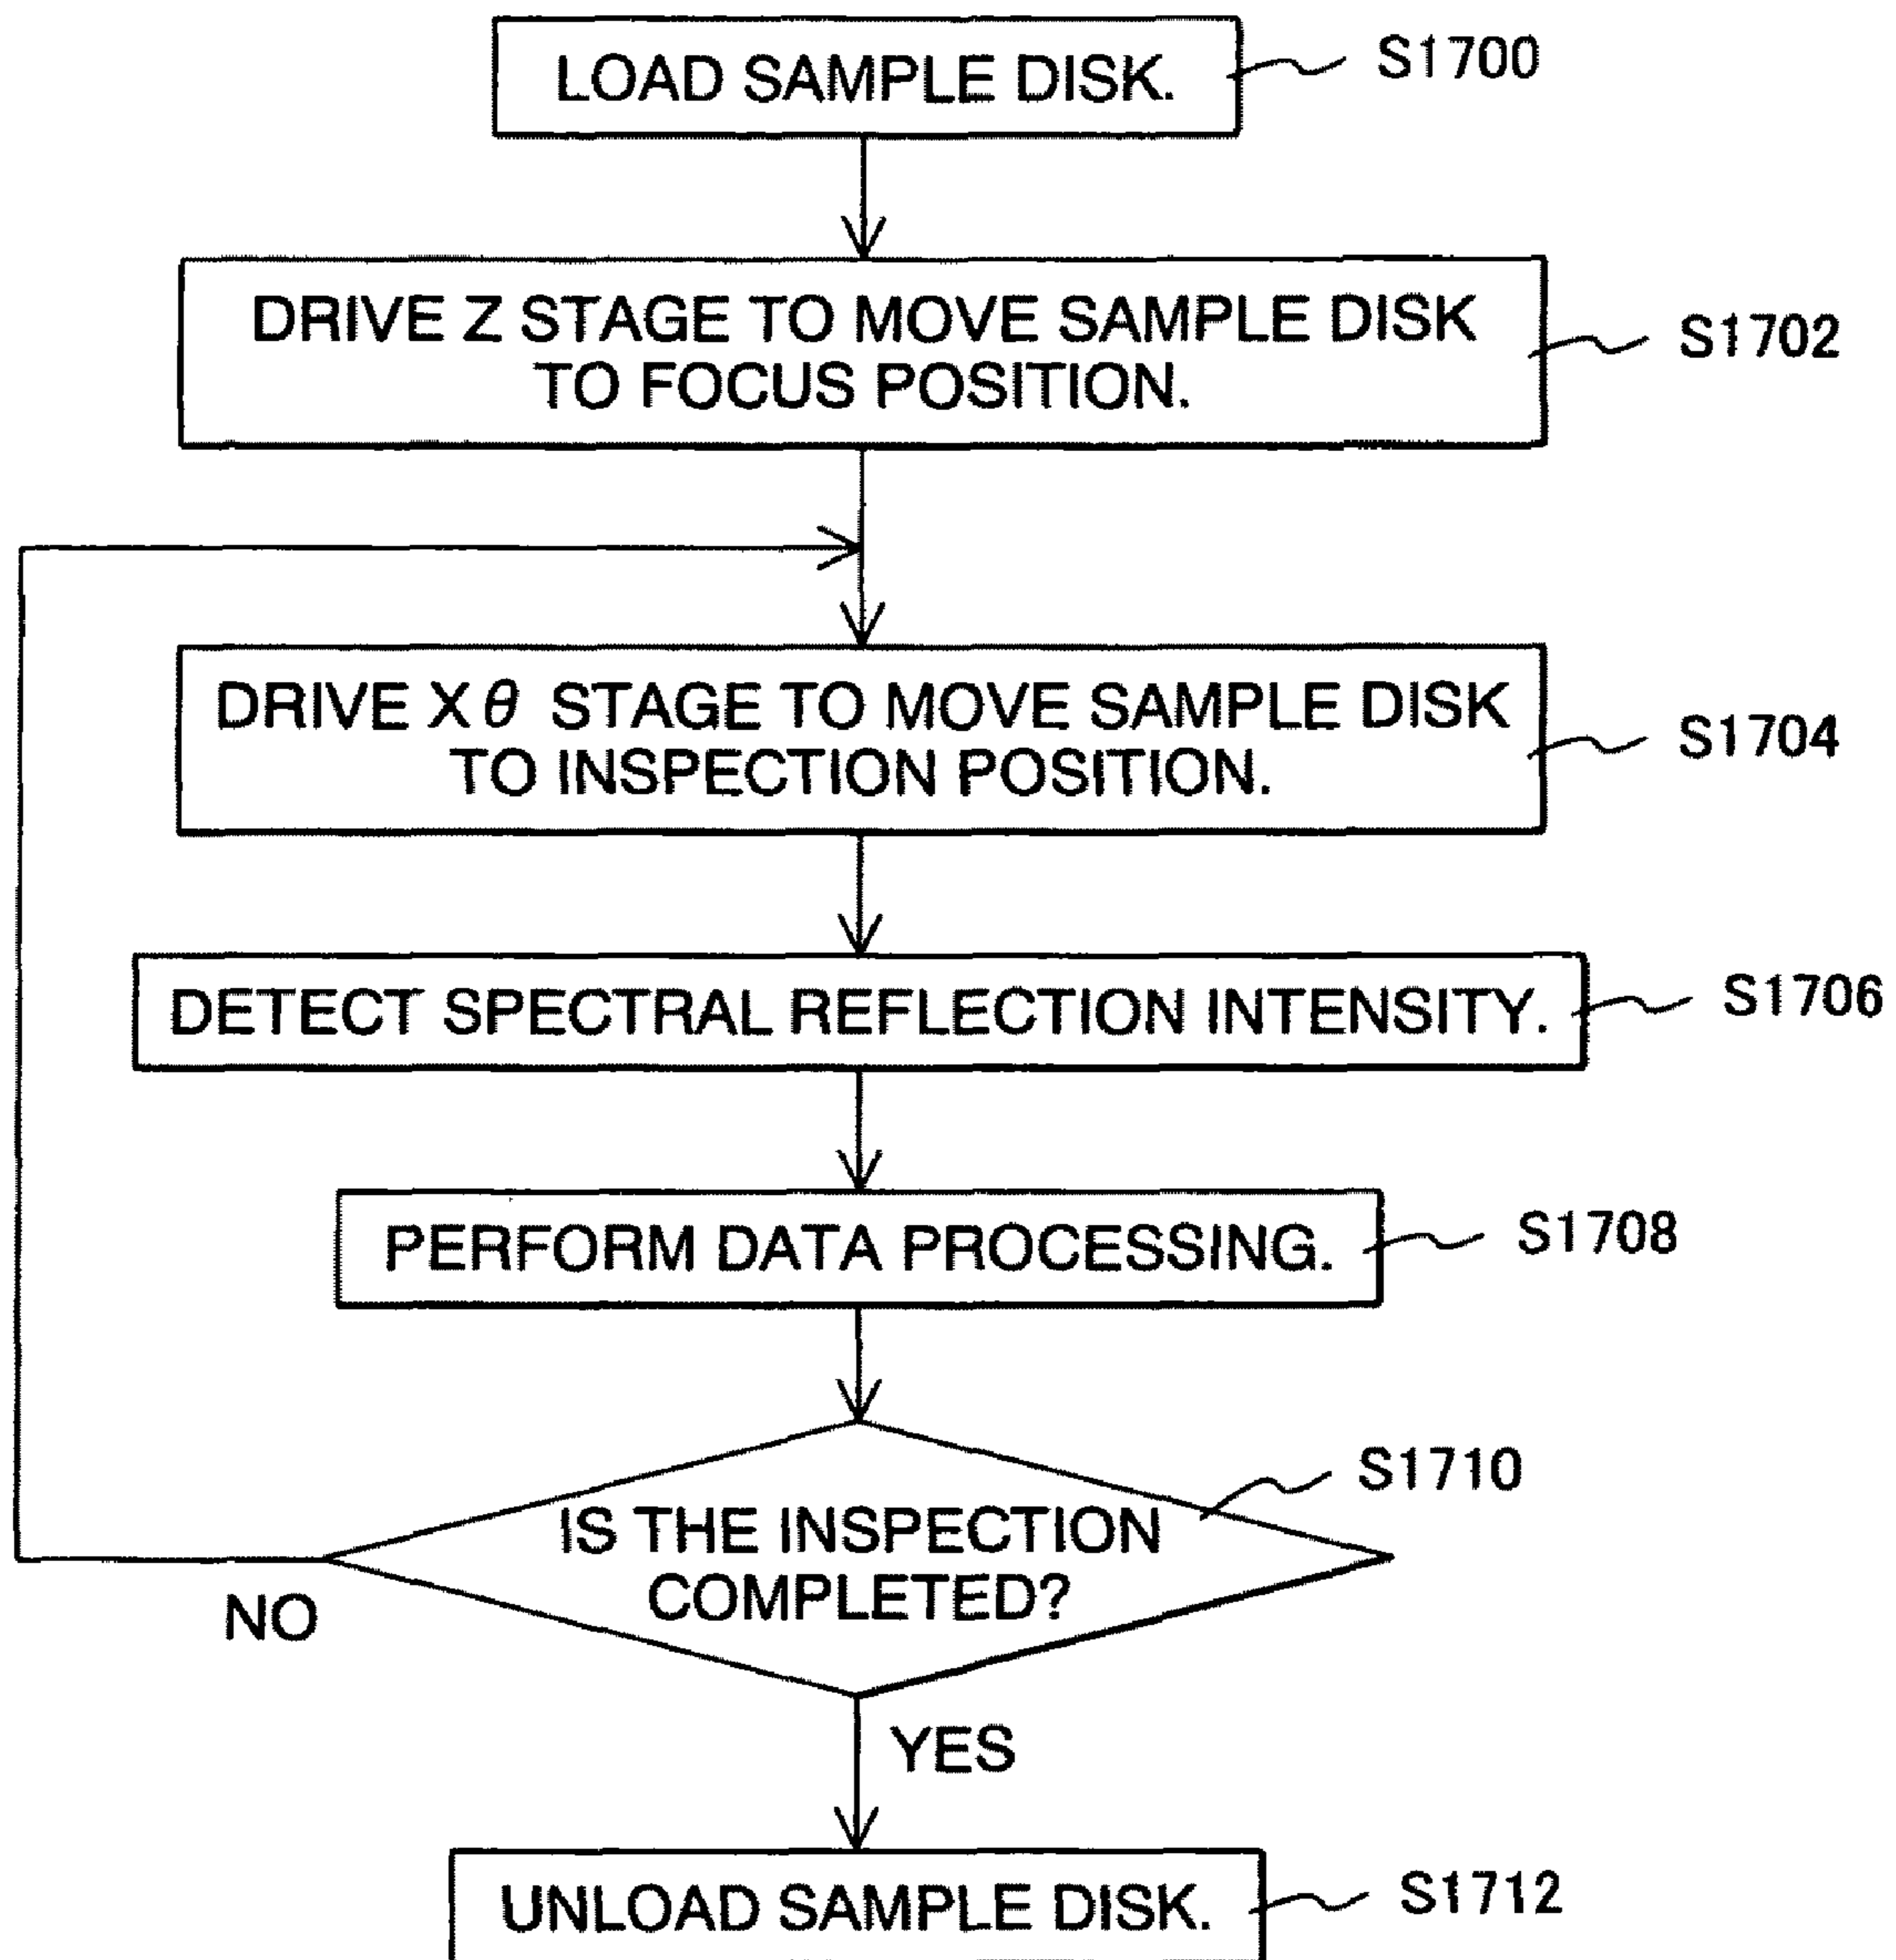 LOAD SAMPLE DISK.
S1700
DRIVE Z STAGE TO MOVE SAMPLE DISK
TO FOCUS POSITION.
S1702
DRIVE X θ STAGE TO MOVE SAMPLE DISK
TO INSPECTION POSITION.
S1704
DETECT SPECTRAL REFLECTION INTENSITY.
S1706
PERFORM DATA PROCESSING.
S1708
IS THE INSPECTION
COMPLETED?
S1710
NO
YES
UNLOAD SAMPLE DISK.
S1712